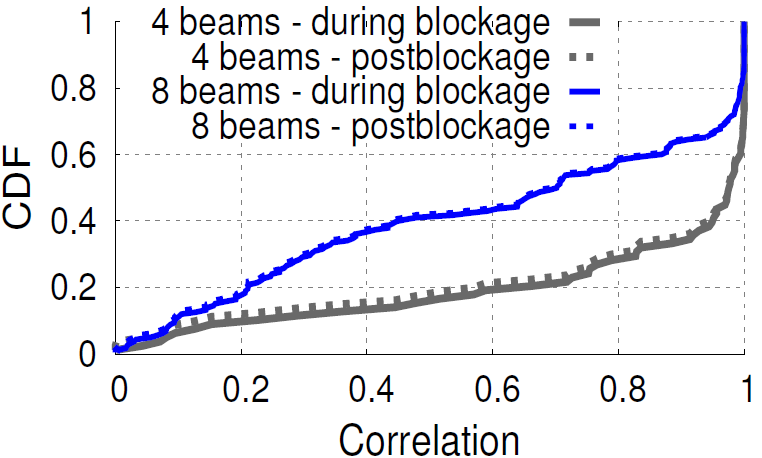 4 beams - during blockage
4 beams - postblockage
8 beams - during blockage
8 beams - postblockage
CDF
1
0.8
0.6
0.4
0.2
0
0 0.2 0.4 0.6 0.8 1
Correlation